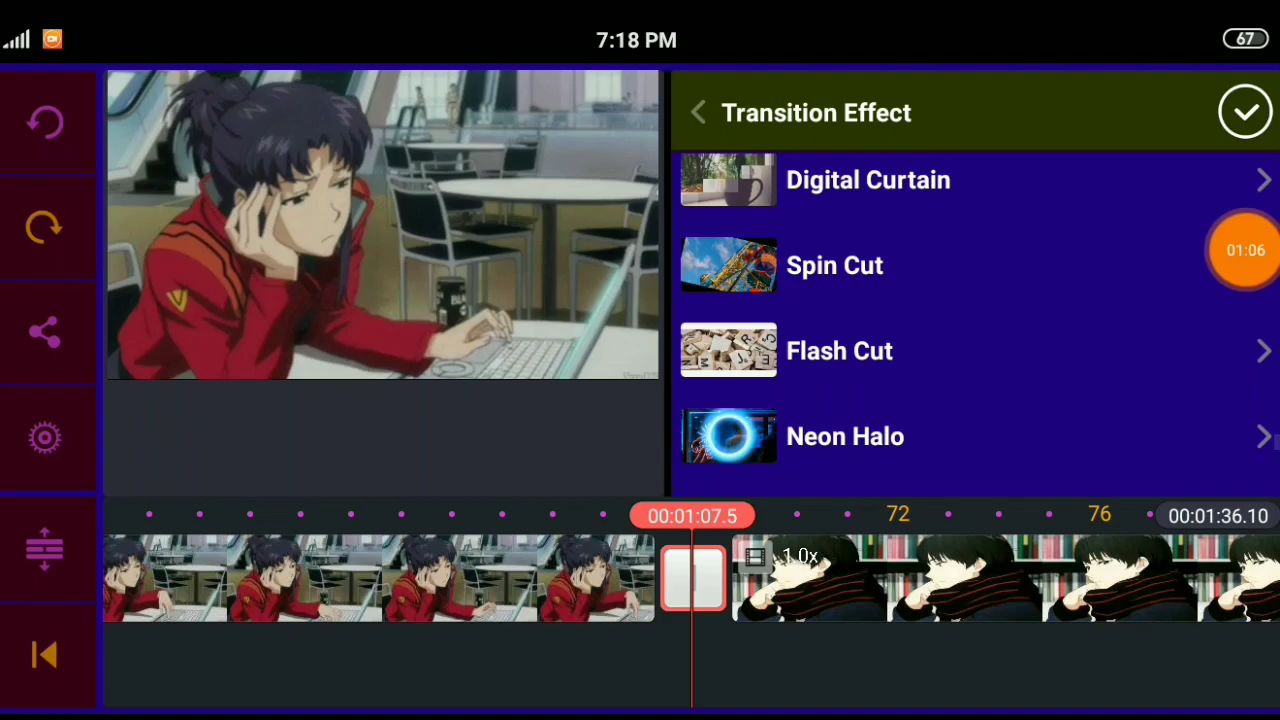 7:18 PM
67
Transition Effect
Digital Curtain
01:06
Spin Cut
Flash Cut
Neon Halo
00:01:07.5
72
76
00:01:36.10
1.0x